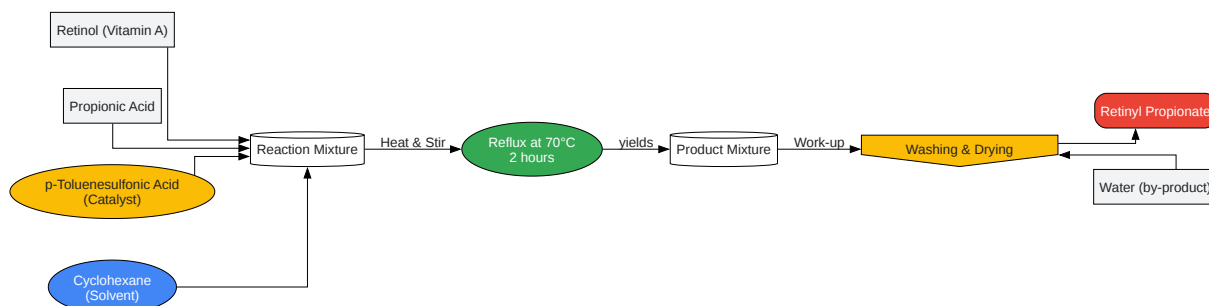 Retinol (Vitamin A)
Propionic Acid
p-Toluenesulfonic Acid
(Catalyst)
Cyclohexane
(Solvent)
Reaction Mixture
Heat & Stir
Reflux at 70°C
2 hours
yields
Product Mixture
Work-up
Washing & Drying
Retinyl Propionate
Water (by-product)